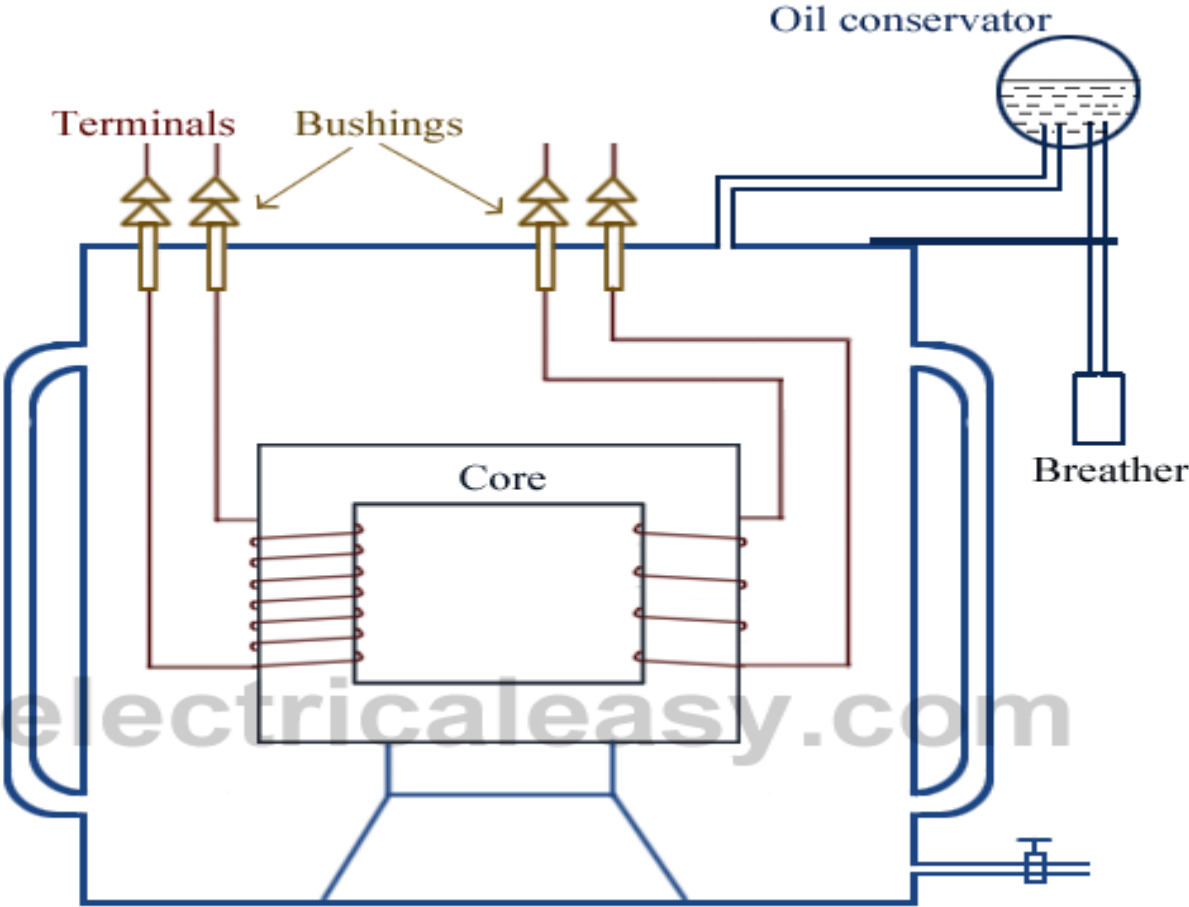 Oil conservator
Terminals
Bushings
Core
Breather
electricaleasy.com